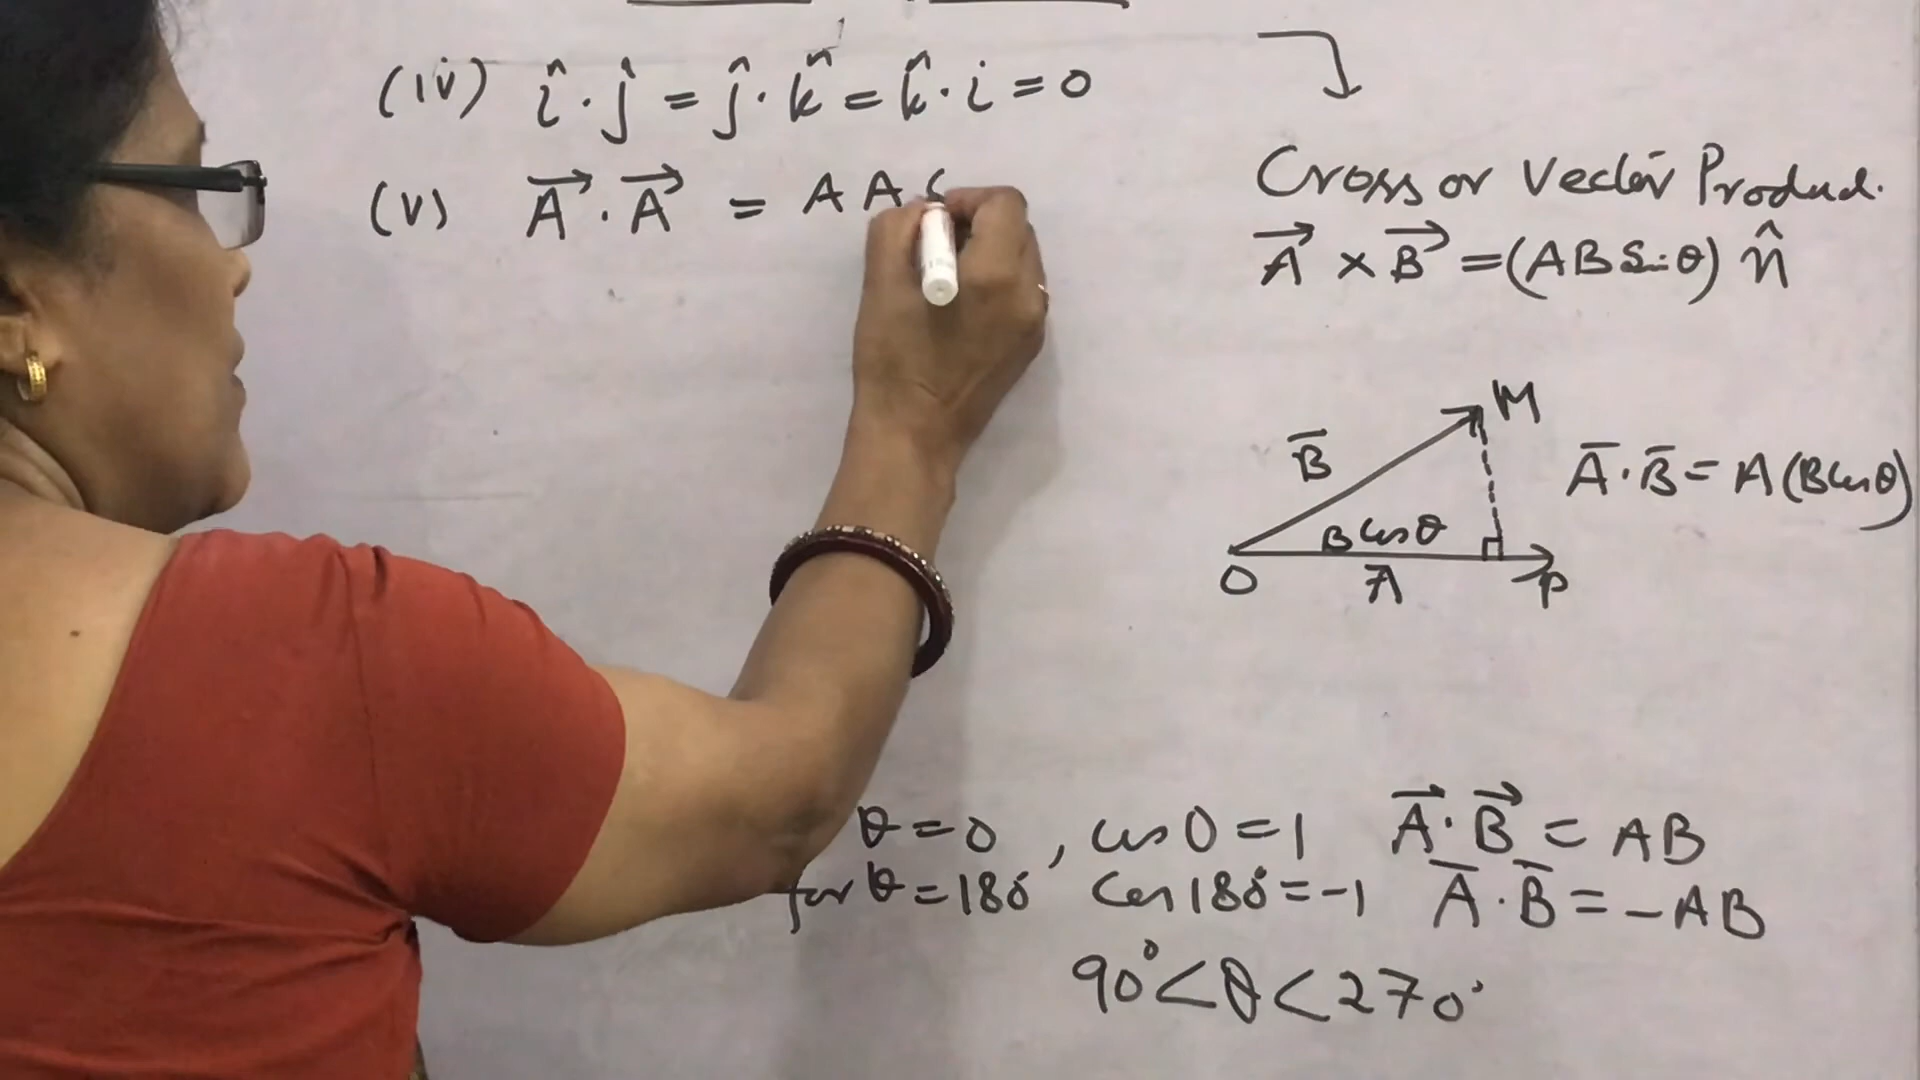 (iv) î · ĵ = ĵ · k̂ = k̂ · i = 0
(v) A⃗ · A⃗ = A A C
Cross or Vector Product.
A⃗ × B⃗ = (AB Sinθ) n̂
M
B̅
A̅ · B̅ = A (B cosθ)
B cosθ
O A P
θ = 0 , cos 0 = 1 A⃗ · B⃗ = AB
for θ = 180° cos 180° = -1 A̅ · B̅ = -AB
90° < θ < 270°